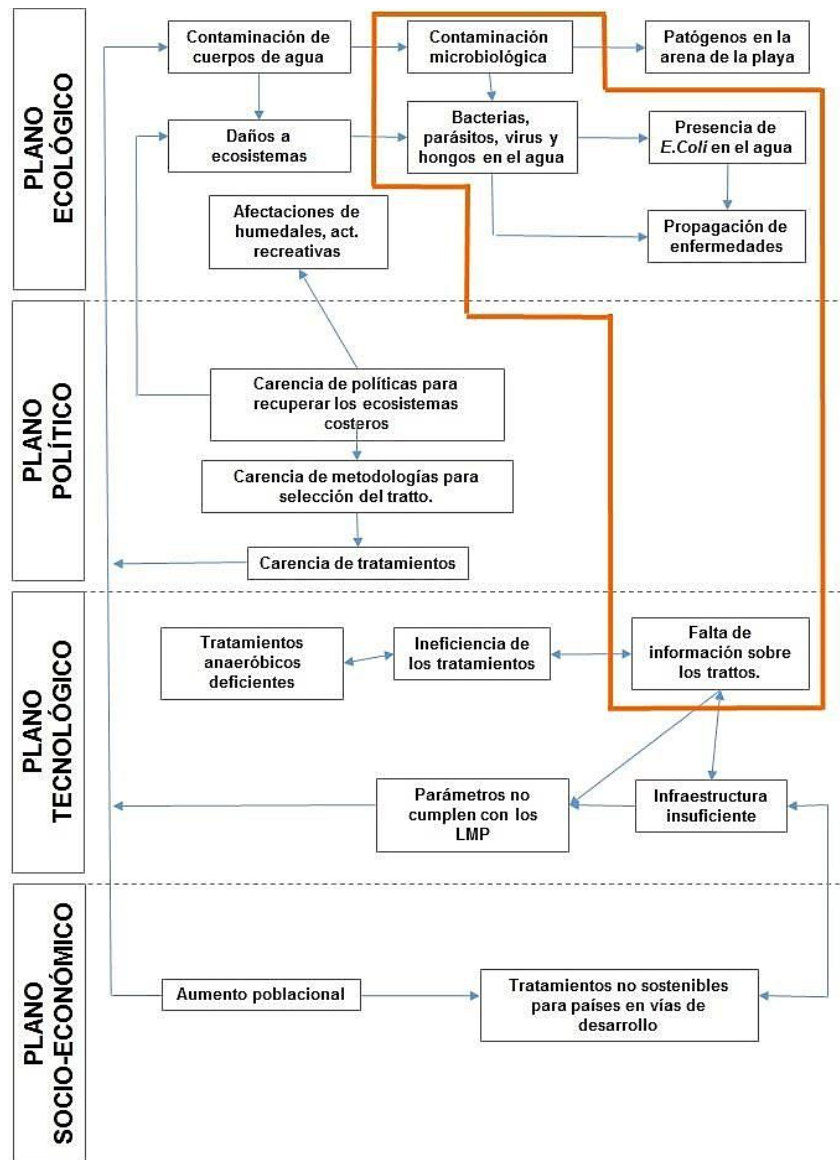 PLANO
ECOLÓGICO
Contaminación de
cuerpos de agua
Contaminación
microbiológica
Patógenos en la
arena de la playa
Daños a
ecosistemas
Bacterias,
parásitos, virus y
hongos en el agua
Presencia de
E.Coli en el agua
Afectaciones de
humedales, act.
recreativas
Propagación de
enfermedades
PLANO
POLÍTICO
Carencia de políticas para
recuperar los ecosistemas
costeros
Carencia de metodologías para
selección del tratto.
Carencia de tratamientos
PLANO
TECNOLÓGICO
Tratamientos
anaeróbicos
deficientes
Ineficiencia de
los tratamientos
Falta de
información sobre
los trattos.
Parámetros no
cumplen con los
LMP
Infraestructura
insuficiente
PLANO
SOCIO-ECONÓMICO
Aumento poblacional
Tratamientos no sostenibles
para países en vías de
desarrollo